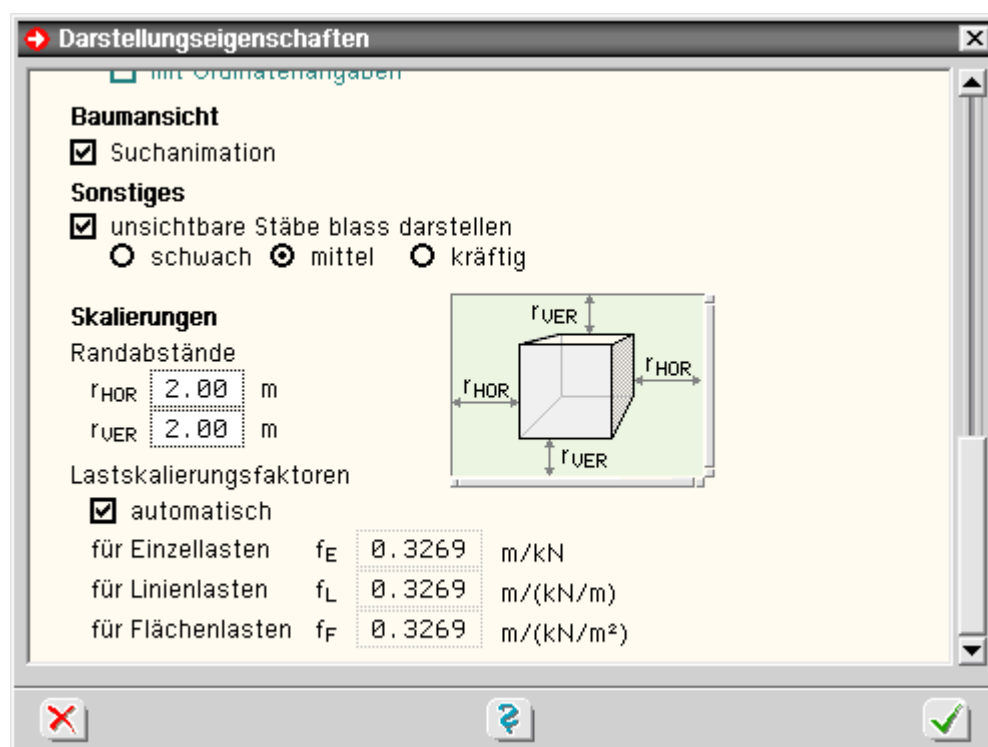 Darstellungseigenschaften
mit Ordinatenangaben
Baumansicht
Suchanimation
Sonstiges
unsichtbare Stäbe blass darstellen
schwach mittel kräftig
Skalierungen
Randabstände
rHOR 2.00 m
rVER 2.00 m
rVER
rHOR
rHOR
rVER
Lastskalierungsfaktoren
automatisch
für Einzellasten fE 0.3269 m/kN
für Linienlasten fL 0.3269 m/(kN/m)
für Flächenlasten fF 0.3269 m/(kN/m²)